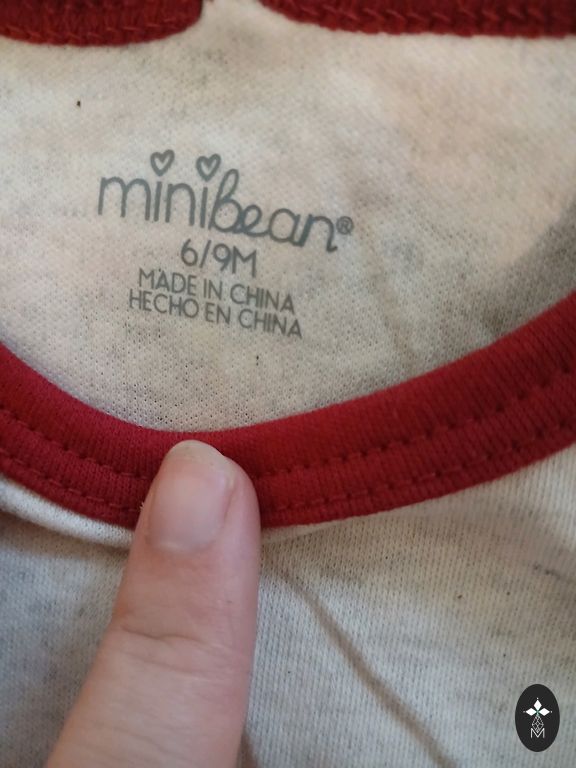 minibean®
6/9M
MADE IN CHINA
HECHO EN CHINA
M